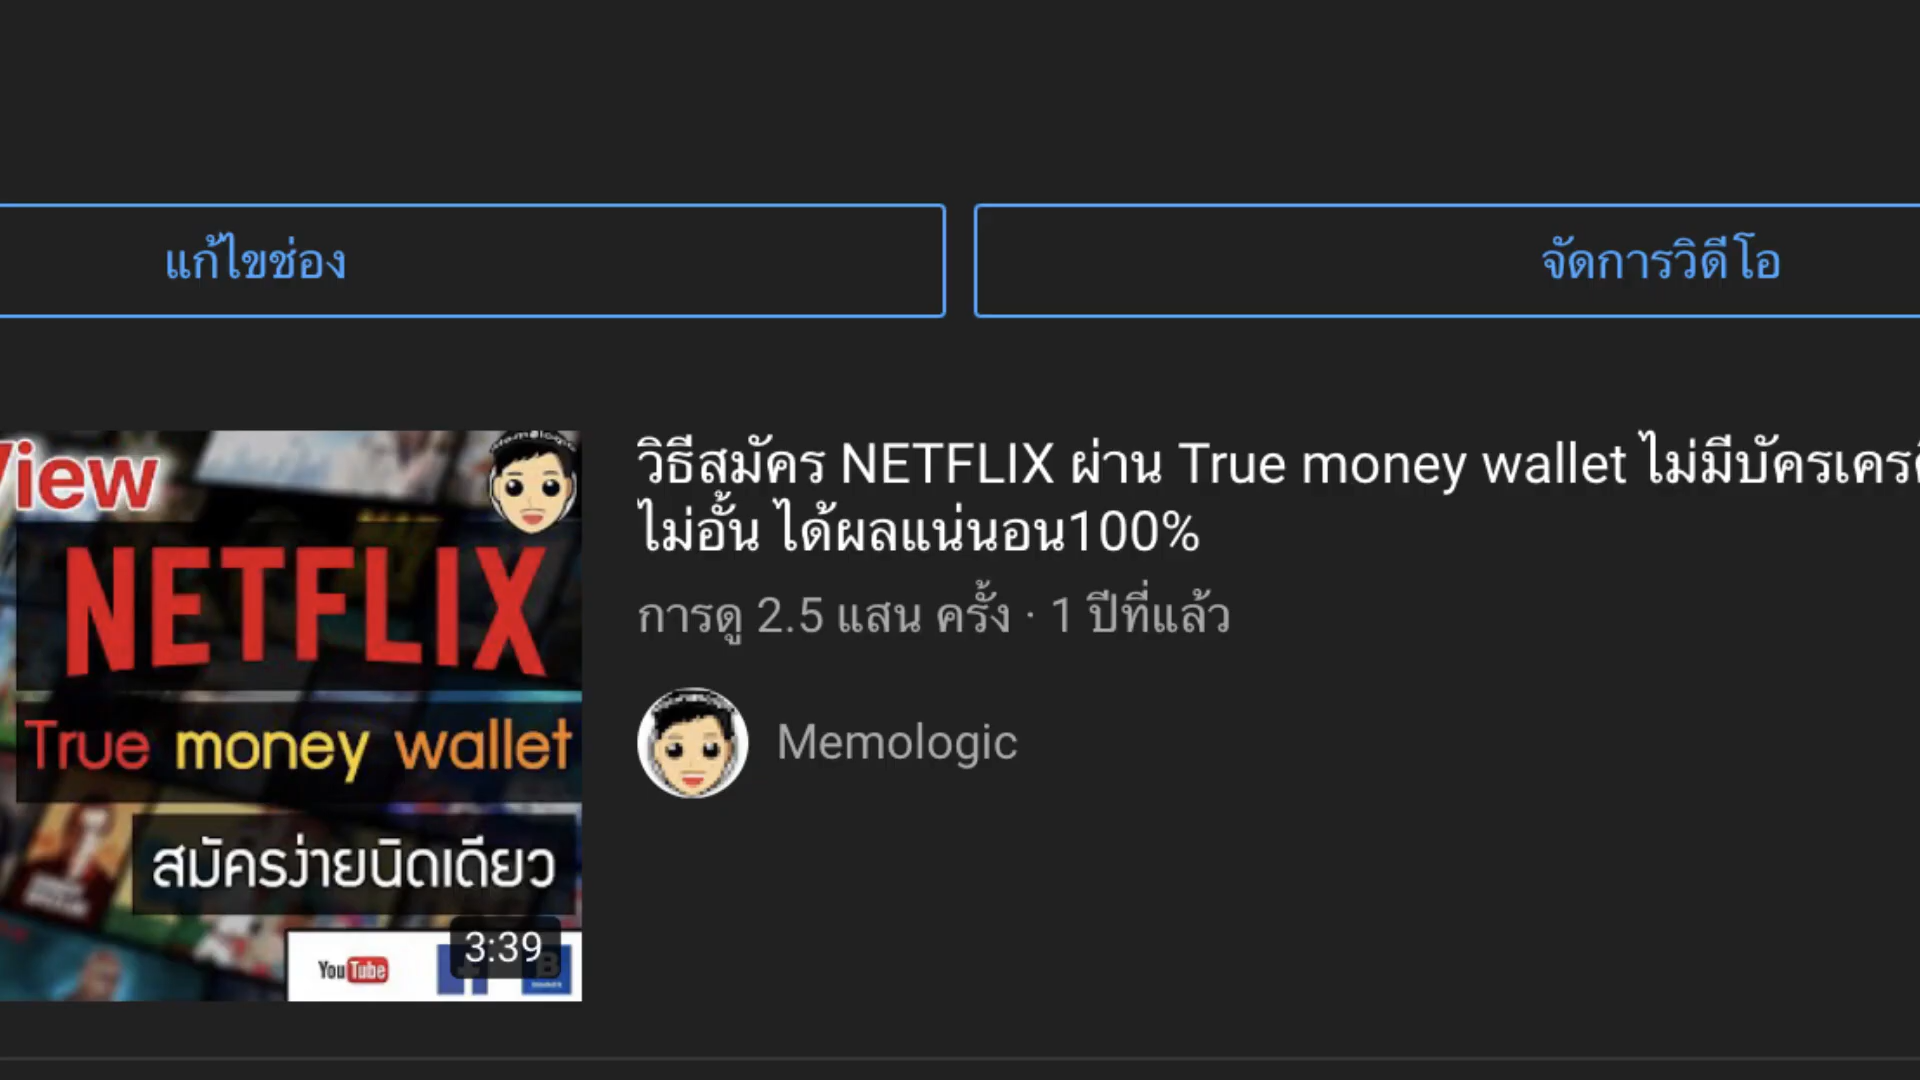 แก้ไขช่อง
จัดการวิดีโอ
View
NETFLIX
True money wallet
สมัครง่ายนิดเดียว
YouTube
3:39
วิธีสมัคร NETFLIX ผ่าน True money wallet ไม่มีบัครเคร
ไม่อั้น ได้ผลแน่นอน100%
การดู 2.5 แสน ครั้ง · 1 ปีที่แล้ว
Memologic